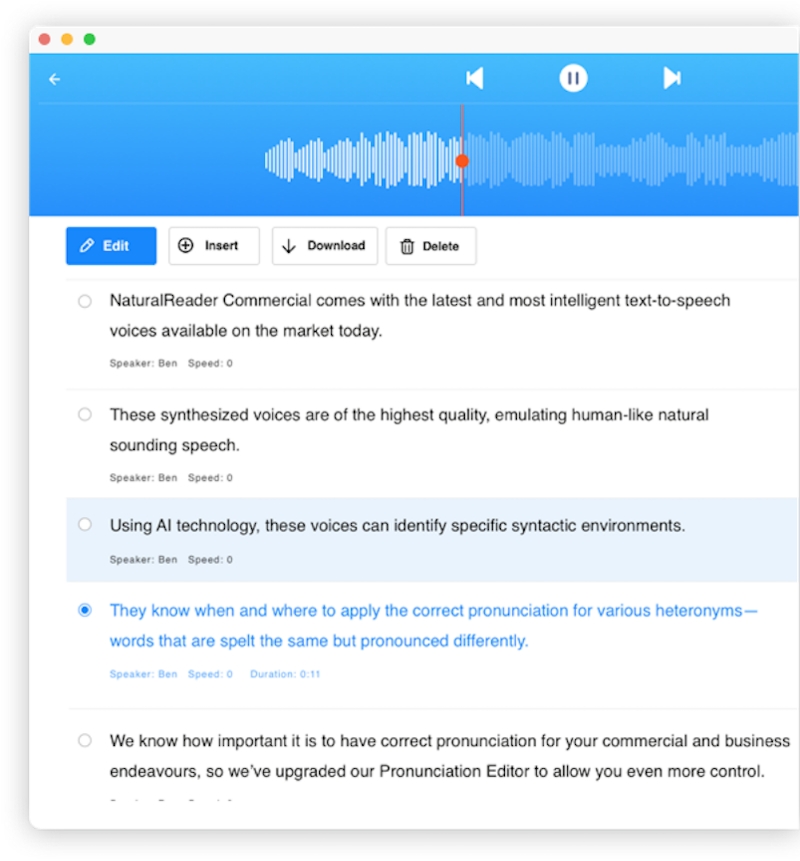 Edit Insert Download Delete
NaturalReader Commercial comes with the latest and most intelligent text-to-speech
voices available on the market today.
Speaker: Ben Speed: 0
These synthesized voices are of the highest quality, emulating human-like natural
sounding speech.
Speaker: Ben Speed: 0
Using AI technology, these voices can identify specific syntactic environments.
Speaker: Ben Speed: 0
They know when and where to apply the correct pronunciation for various heteronyms—
words that are spelt the same but pronounced differently.
Speaker: Ben Speed: 0 Duration: 0:11
We know how important it is to have correct pronunciation for your commercial and business
endeavours, so we've upgraded our Pronunciation Editor to allow you even more control.